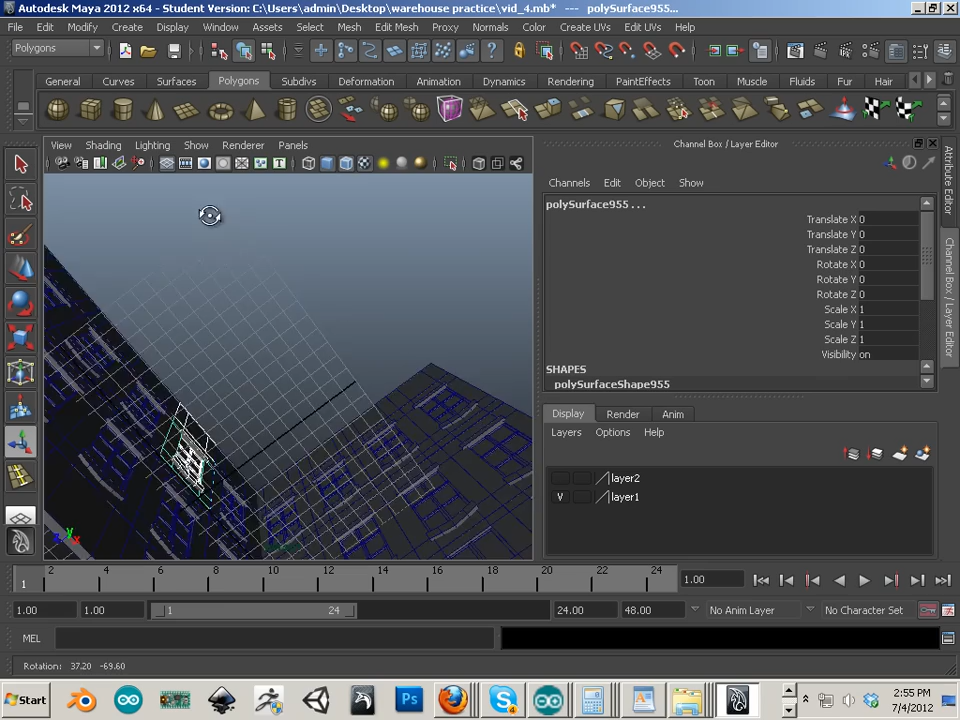 Autodesk Maya 2012 x64 - Student Version: C:\Users\admin\Desktop\warehouse practice\vid_4.mb* --- polySurface955...
File Edit Modify Create Display Window Assets Select Mesh Edit Mesh Proxy Normals Color Create UVs Edit UVs Help
Polygons
General Curves Surfaces Polygons Subdivs Deformation Animation Dynamics Rendering PaintEffects Toon Muscle Fluids Fur Hair
View Shading Lighting Show Renderer Panels
Channel Box / Layer Editor
Channels Edit Object Show
polySurface955...
Translate X 0
Translate Y 0
Translate Z 0
Rotate X 0
Rotate Y 0
Rotate Z 0
Scale X 1
Scale Y 1
Scale Z 1
Visibility on
SHAPES
polySurfaceShape955
Display Render Anim
Layers Options Help
layer2
V layer1
Attribute Editor
Channel Box / Layer Editor
y
z x
1 2 4 6 8 10 12 14 16 18 20 22 24 1.00
1.00 1.00 1 24 24.00 48.00 No Anim Layer No Character Set
MEL
Rotation: 37.20 -69.60
Start Ps 2:55 PM
7/4/2012